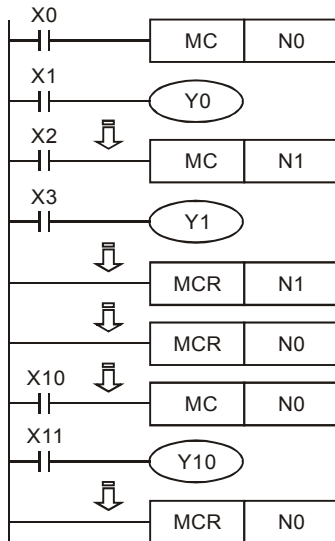 X0
MC N0
X1
Y0
X2
MC N1
X3
Y1
MCR N1
MCR N0
X10
MC N0
X11
Y10
MCR N0